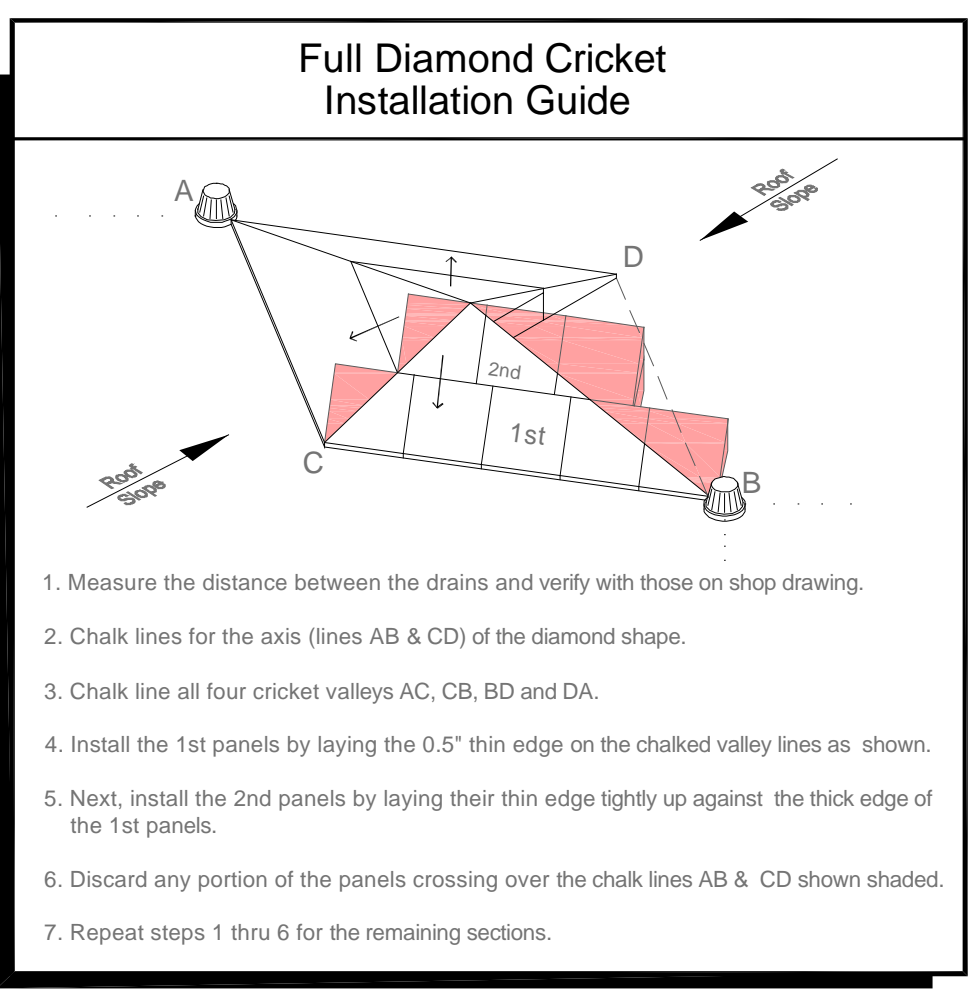 Full Diamond Cricket
Installation Guide
A
Roof
Slope
D
2nd
1st
C
B
Roof
Slope
1. Measure the distance between the drains and verify with those on shop drawing.
2. Chalk lines for the axis (lines AB & CD) of the diamond shape.
3. Chalk line all four cricket valleys AC, CB, BD and DA.
4. Install the 1st panels by laying the 0.5" thin edge on the chalked valley lines as shown.
5. Next, install the 2nd panels by laying their thin edge tightly up against the thick edge of
the 1st panels.
6. Discard any portion of the panels crossing over the chalk lines AB & CD shown shaded.
7. Repeat steps 1 thru 6 for the remaining sections.